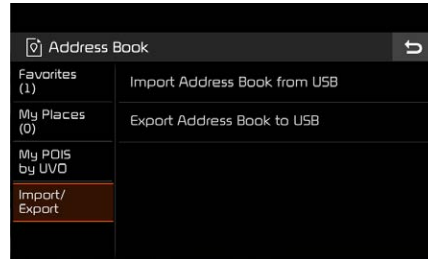 Address Book
Favorites
(1)
Import Address Book from USB
My Places
(0)
Export Address Book to USB
My POIS
by UVO
Import/
Export